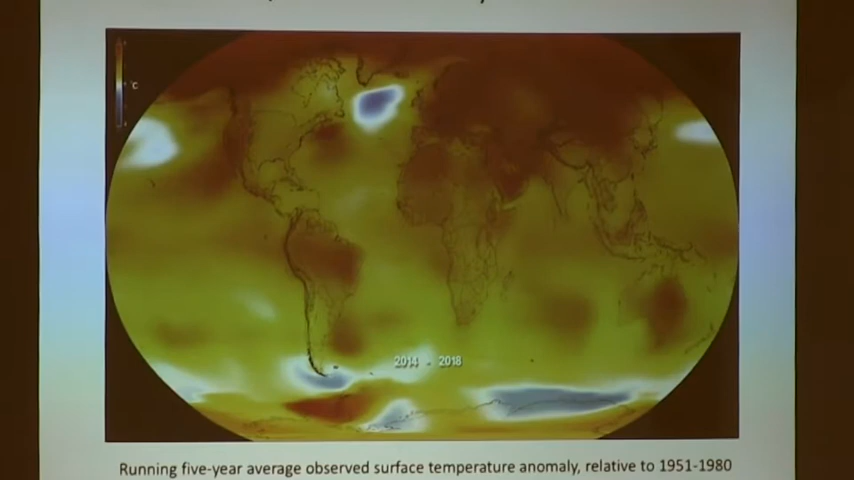 °C
2014 - 2018
Running five-year average observed surface temperature anomaly, relative to 1951-1980